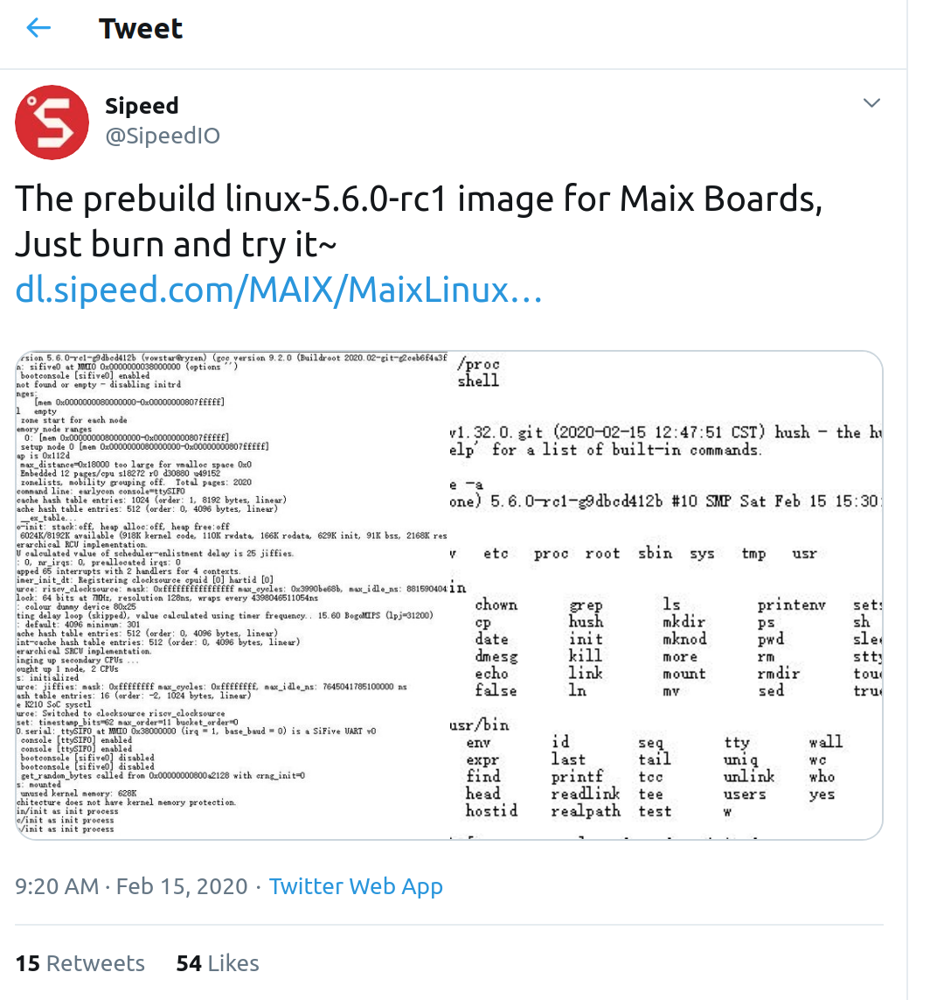 Tweet
Sipeed
@SipeedIO
The prebuild linux-5.6.0-rc1 image for Maix Boards,
Just burn and try it~
dl.sipeed.com/MAIX/MaixLinux…
rsion 5.6.0-rc1-g9dbcd412b (vowstar@ryzen) (gcc version 9.2.0 (Buildroot 2020.02-git-g2ceb6f4a3f
n: sifive0 at MMIO 0x0000000038000000 (options '')
bootconsole [sifive0] enabled
not found or empty - disabling initrd
nges:
[mem 0x0000000080000000-0x00000000807fffff]
l empty
zone start for each node
emory node ranges
0: [mem 0x0000000080000000-0x00000000807fffff]
setup node 0 [mem 0x0000000080000000-0x00000000807fffff]
ap is 0x112d
max_distance=0x18000 too large for vmalloc space 0x0
Embedded 12 pages/cpu s18272 r0 d30880 u49152
zonelists, mobility grouping off. Total pages: 2020
command line: earlycon console=ttySIF0
cache hash table entries: 1024 (order: 1, 8192 bytes, linear)
ache hash table entries: 512 (order: 0, 4096 bytes, linear)
__ex_table...
o-init: stack:off, heap alloc:off, heap free:off
6024K/8192K available (918K kernel code, 110K rwdata, 166K rodata, 629K init, 91K bss, 2168K res
erarchical RCU implementation.
U calculated value of scheduler-enlistment delay is 25 jiffies.
: 0, nr_irqs: 0, preallocated irqs: 0
apped 65 interrupts with 2 handlers for 4 contexts.
imer_init_dt: Registering clocksource cpuid [0] hartid [0]
urce: riscv_clocksource: mask: 0xffffffffffffffff max_cycles: 0x3990be68b, max_idle_ns: 881590404
lock: 64 bits at 7MHz, resolution 128ns, wraps every 4398046511054ns
: colour dummy device 80x25
ting delay loop (skipped), value calculated using timer frequency.. 15.60 BogoMIPS (lpj=31200)
: default: 4096 minimum: 301
ache hash table entries: 512 (order: 0, 4096 bytes, linear)
int-cache hash table entries: 512 (order: 0, 4096 bytes, linear)
erarchical SRCU implementation.
inging up secondary CPUs ...
ought up 1 node, 2 CPUs
s: initialized
urce: jiffies: mask: 0xffffffff max_cycles: 0xffffffff, max_idle_ns: 7645041785100000 ns
ash table entries: 16 (order: -2, 1024 bytes, linear)
e K210 SoC sysctl
urce: Switched to clocksource riscv_clocksource
set: timestamp_bits=62 max_order=11 bucket_order=0
0.serial: ttySIF0 at MMIO 0x38000000 (irq = 1, base_baud = 0) is a SiFive UART v0
console [ttySIF0] enabled
console [ttySIF0] enabled
bootconsole [sifive0] disabled
bootconsole [sifive0] disabled
get_random_bytes called from 0x00000000800a2128 with crng_init=0
s: mounted
unused kernel memory: 628K
chitecture does not have kernel memory protection.
in/init as init process
c/init as init process
/init as init process
/proc
shell
v1.32.0.git (2020-02-15 12:47:51 CST) hush - the hu
elp' for a list of built-in commands.
e -a
one) 5.6.0-rc1-g9dbcd412b #10 SMP Sat Feb 15 15:30:
v etc proc root sbin sys tmp usr
in
chown grep ls printenv sets
cp hush mkdir ps sh
date init mknod pwd slee
dmesg kill more rm stty
echo link mount rmdir touc
false ln mv sed true
usr/bin
env id seq tty wall
expr last tail uniq wc
find printf tcc unlink who
head readlink tee users yes
hostid realpath test w
9:20 AM · Feb 15, 2020 · Twitter Web App
15 Retweets 54 Likes